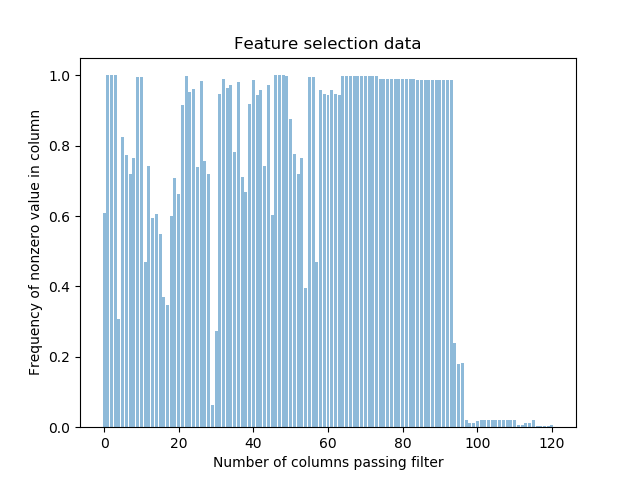 Feature selection data
1.0
0.8
0.6
0.4
0.2
0.0
Frequency of nonzero value in column
0 20 40 60 80 100 120
Number of columns passing filter